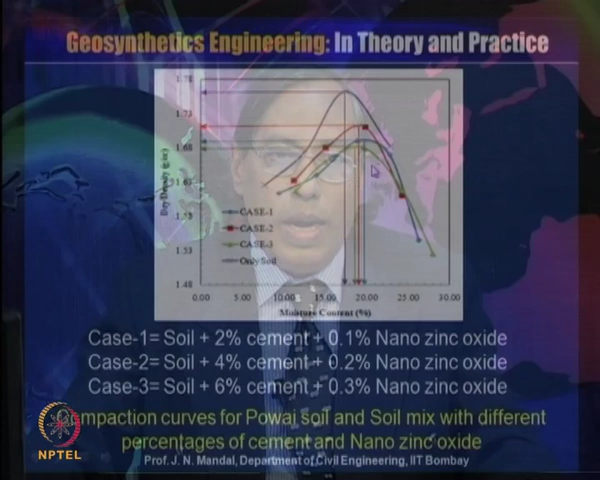 Geosynthetics Engineering: In Theory and Practice
1.78
1.73
1.68
1.63
1.53
1.53
1.48
Dry Density (g/cc)
CASE-1
CASE-2
CASE-3
Only Soil
0.00 5.00 10.00 15.00 20.00 25.00 30.00
Moisture Content (%)
Case-1= Soil + 2% cement + 0.1% Nano zinc oxide
Case-2= Soil + 4% cement + 0.2% Nano zinc oxide
Case-3= Soil + 6% cement + 0.3% Nano zinc oxide
mpaction curves for Powai soil and Soil mix with different
percentages of cement and Nano zinc oxide
NPTEL
Prof. J. N. Mandal, Department of Civil Engineering, IIT Bombay